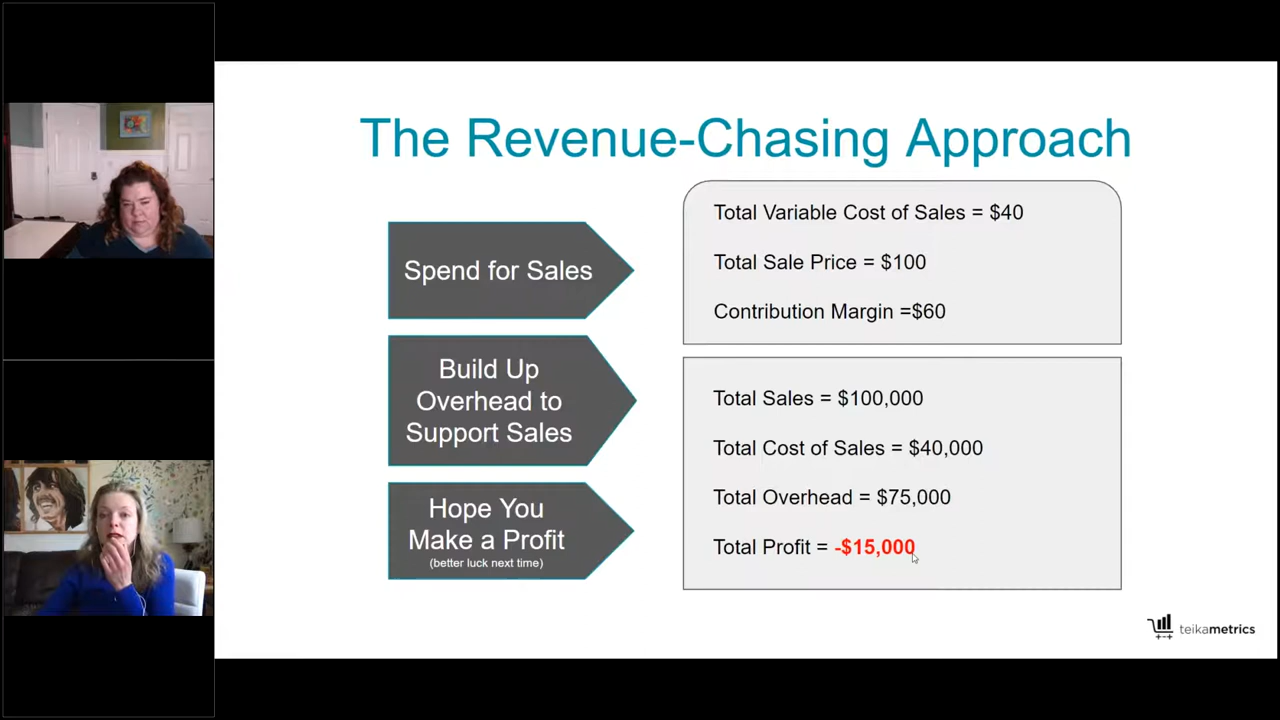 The Revenue-Chasing Approach
Spend for Sales
Total Variable Cost of Sales = $40
Total Sale Price = $100
Contribution Margin =$60
Build Up
Overhead to
Support Sales
Hope You
Make a Profit
(better luck next time)
Total Sales = $100,000
Total Cost of Sales = $40,000
Total Overhead = $75,000
Total Profit = -$15,000
teikametrics